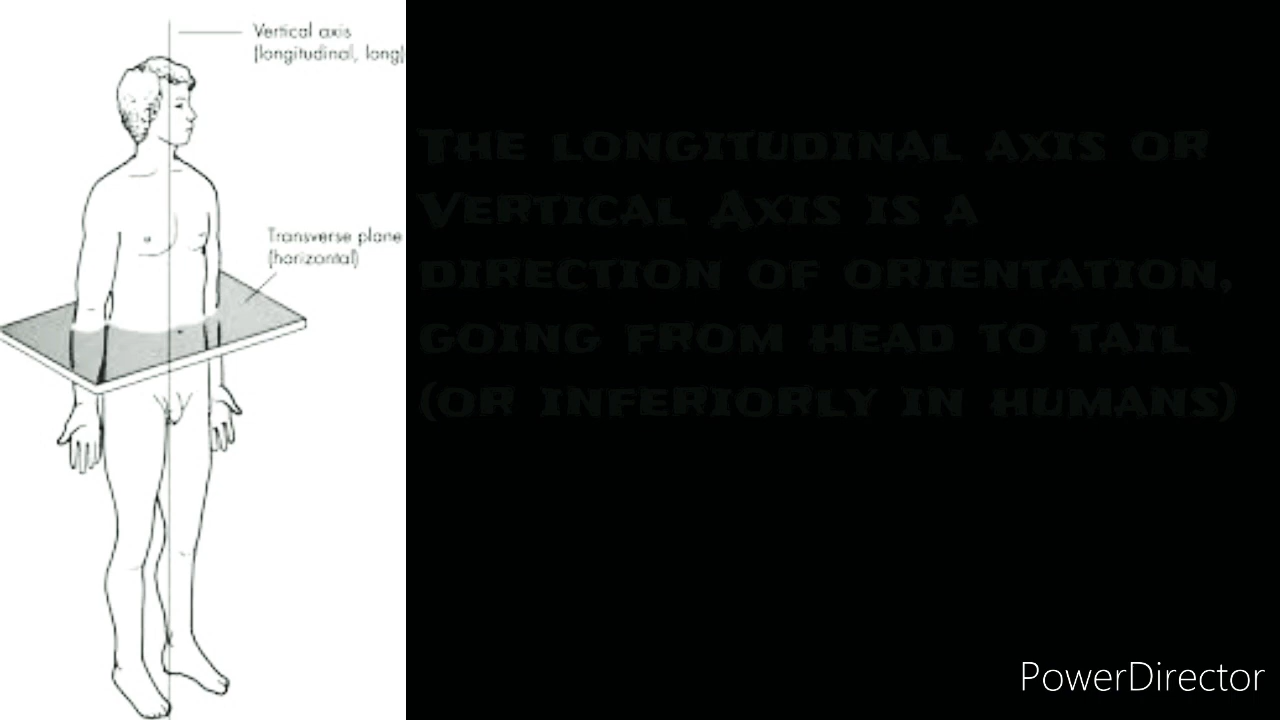 Vertical axis
(longitudinal, long)
Transverse plane
(horizontal)
The longitudinal axis or
Vertical Axis is a
direction of orientation,
going from head to tail
(or inferiorly in humans)
PowerDirector